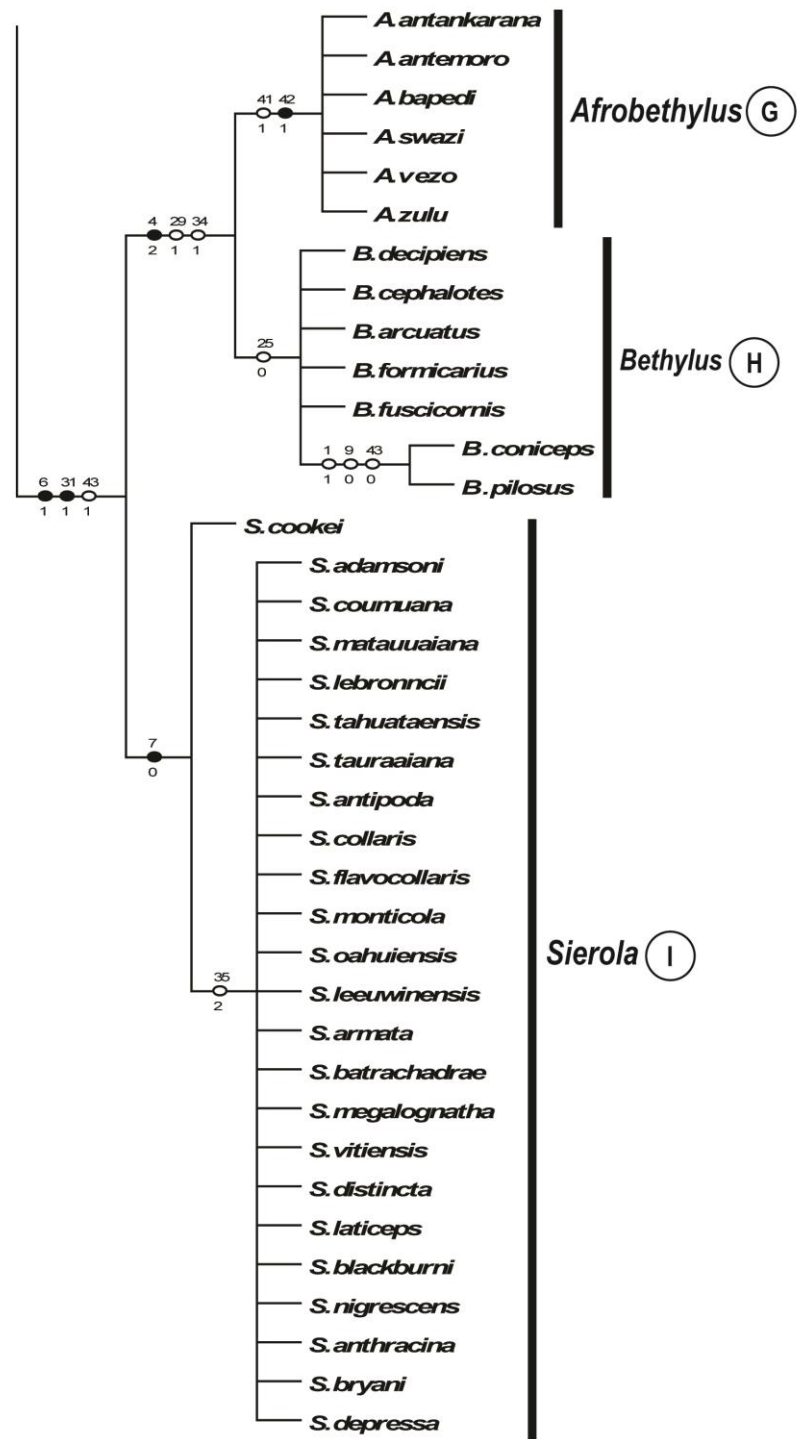 A. antankarana
A. antemoro
A. bapedi
A. swazi
A. vezo
A. zulu
41 42
1 1
Afrobethylus G
4 29 34
2 1 1
B. decipiens
B. cephalotes
B. arcuatus
B. formicarius
B. fuscicornis
B. coniceps
B. pilosus
25
0
1 9 43
1 0 0
Bethylus H
6 31 43
1 1 1
S. cookei
S. adamsoni
S. coumuana
S. matauuaiana
S. lebronncii
S. tahuataensis
S. tauraaiana
S. antipoda
S. collaris
S. flavocollaris
S. monticola
S. oahuiensis
S. leeuwinensis
S. armata
S. batrachadrae
S. megalognatha
S. vitiensis
S. distincta
S. laticeps
S. blackburni
S. nigrescens
S. anthracina
S. bryani
S. depressa
7
0
35
2
Sierola I